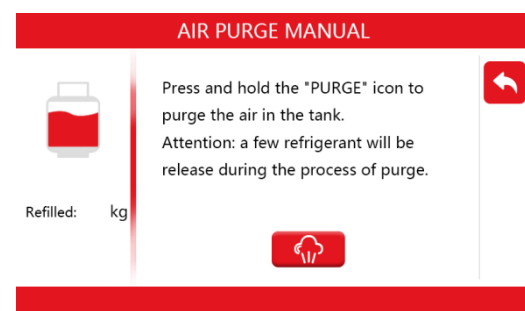 AIR PURGE MANUAL
Press and hold the "PURGE" icon to
purge the air in the tank.
Attention: a few refrigerant will be
release during the process of purge.
Refilled: kg